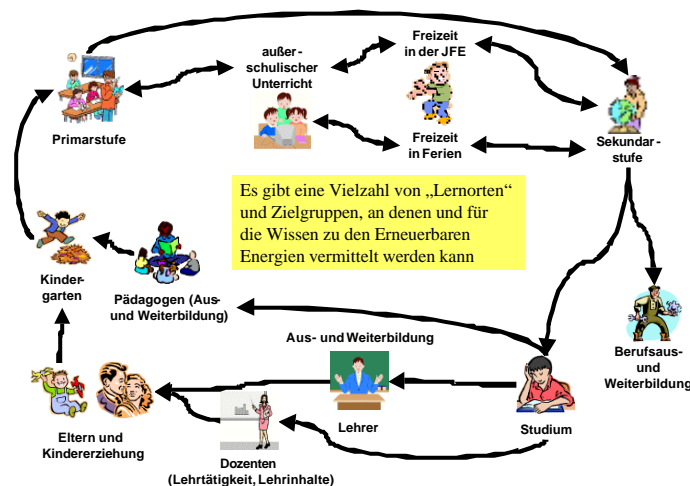 außer-
schulischer
Unterricht
Freizeit
in der JFE
Primarstufe
Freizeit
in Ferien
Sekundar-
stufe
Es gibt eine Vielzahl von „Lernorten“
und Zielgruppen, an denen und für
die Wissen zu den Erneuerbaren
Energien vermittelt werden kann
Kinder-
garten
Pädagogen (Aus-
und Weiterbildung)
Aus- und Weiterbildung
Berufsaus-
und
Weiterbildung
Eltern und
Kindererziehung
Lehrer
Studium
Dozenten
(Lehrtätigkeit, Lehrinhalte)